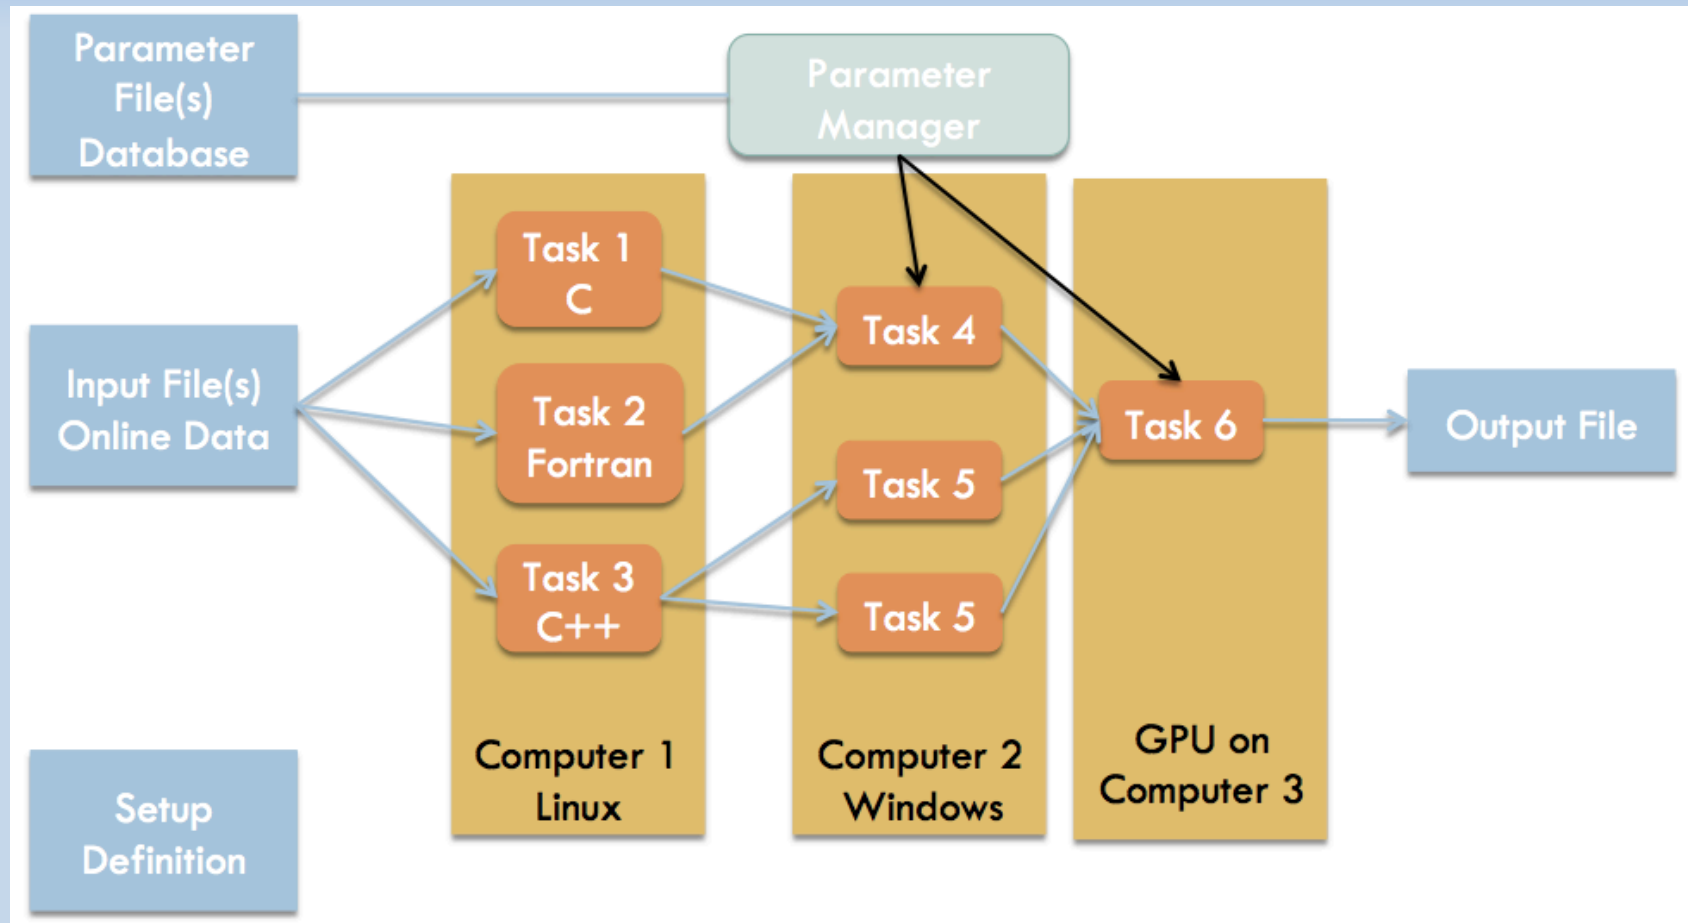 Parameter
File(s)
Database
Parameter
Manager
Input File(s)
Online Data
Setup
Definition
Task 1
C
Task 2
Fortran
Task 3
C++
Computer 1
Linux
Task 4
Task 5
Task 5
Computer 2
Windows
Task 6
GPU on
Computer 3
Output File